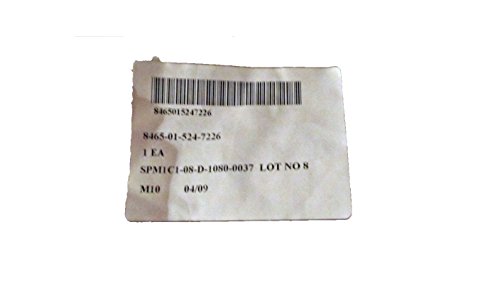 8465015247226
8465-01-524-7226
1 EA
SPM1C1-08-D-1080-0037 LOT NO 8
M10 04/09